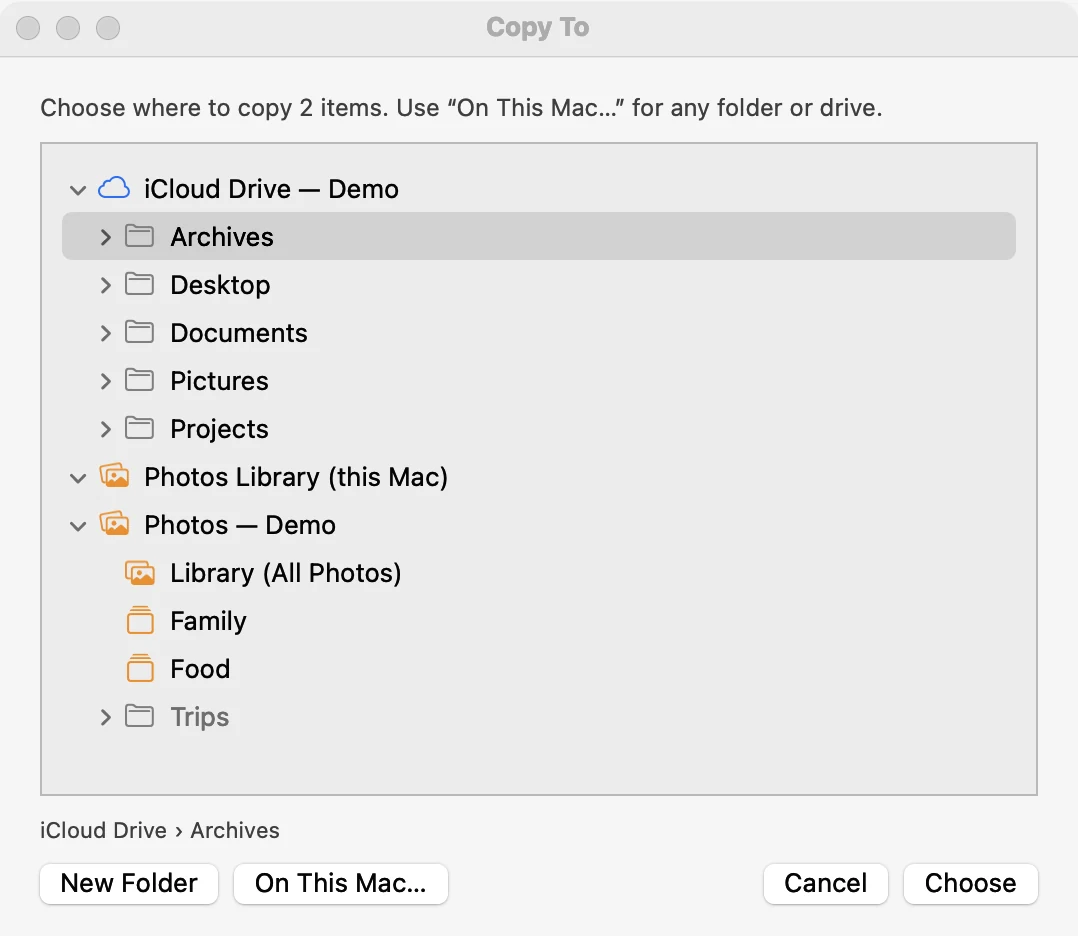 Copy To
Choose where to copy 2 items. Use “On This Mac…” for any folder or drive.
iCloud Drive — Demo
Archives
Desktop
Documents
Pictures
Projects
Photos Library (this Mac)
Photos — Demo
Library (All Photos)
Family
Food
Trips
iCloud Drive › Archives
New Folder
On This Mac…
Cancel
Choose